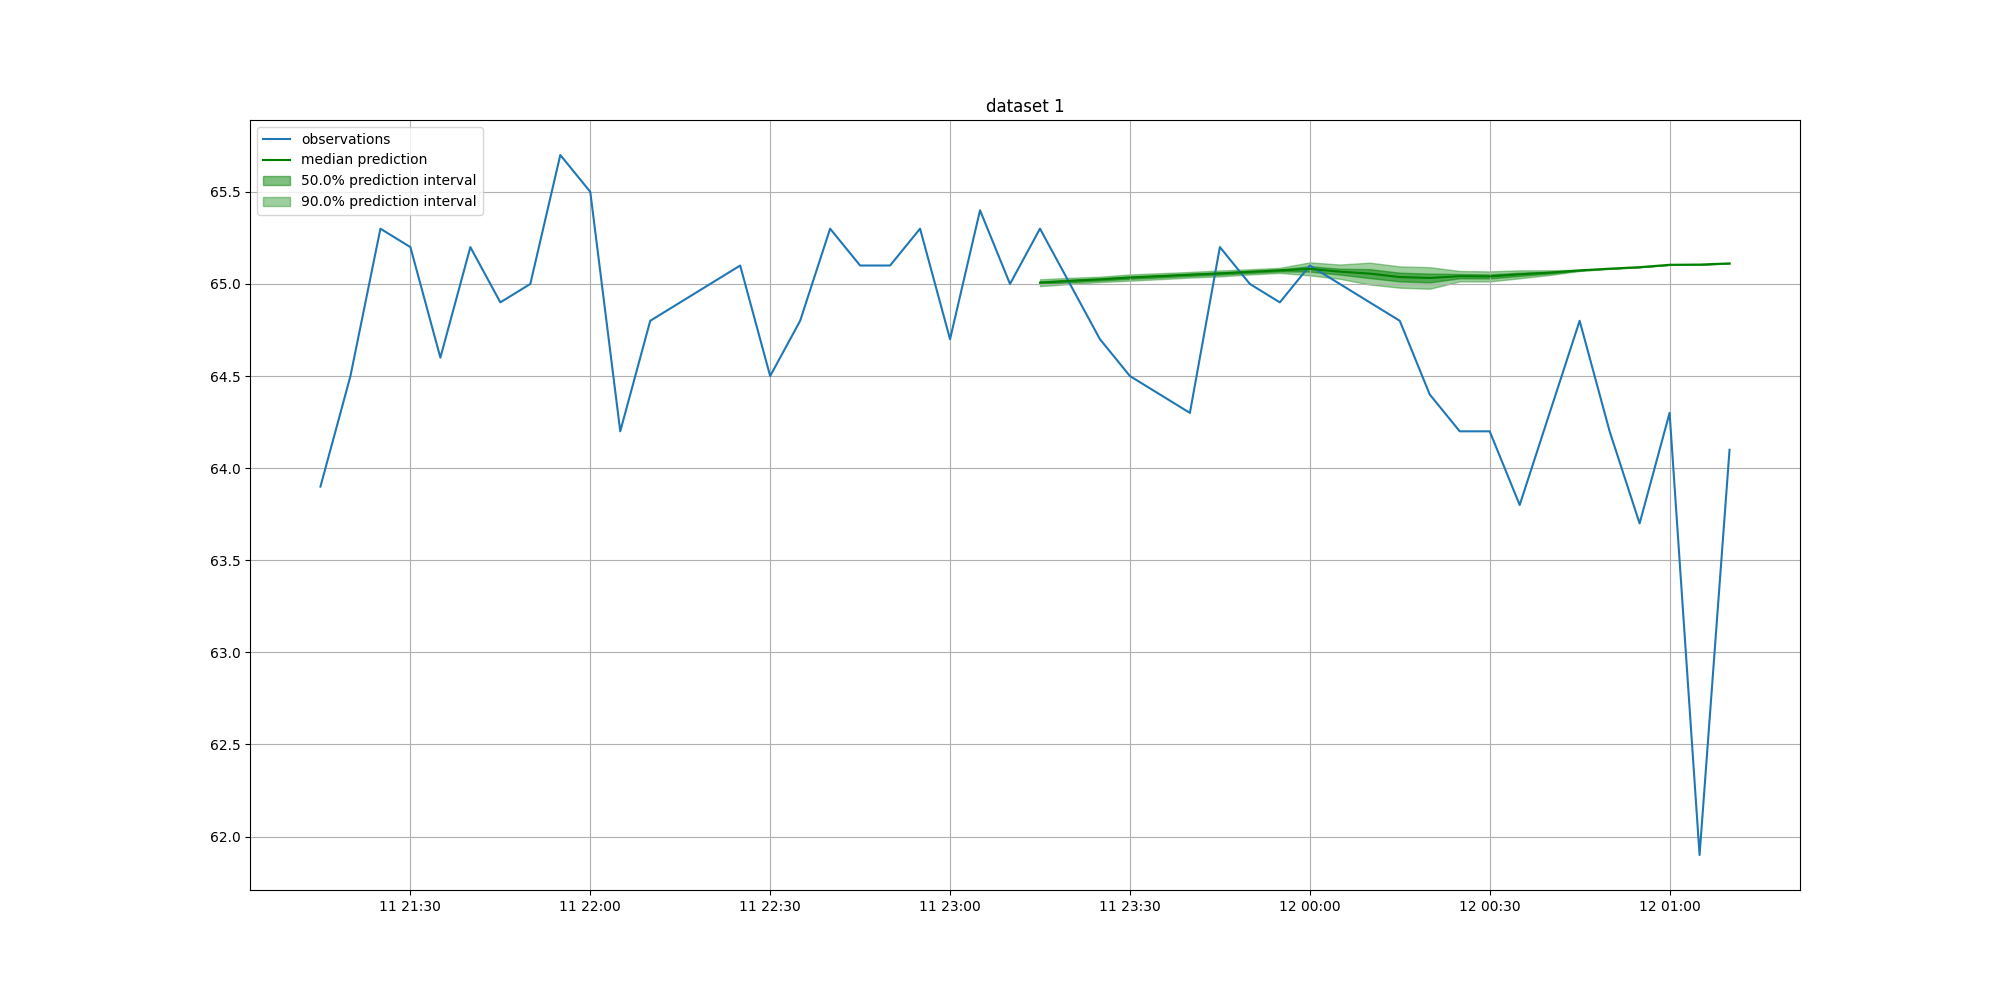 dataset 1
observations
median prediction
50.0% prediction interval
90.0% prediction interval
65.5
65.0
64.5
64.0
63.5
63.0
62.5
62.0
11 21:30 11 22:00 11 22:30 11 23:00 11 23:30 12 00:00 12 00:30 12 01:00